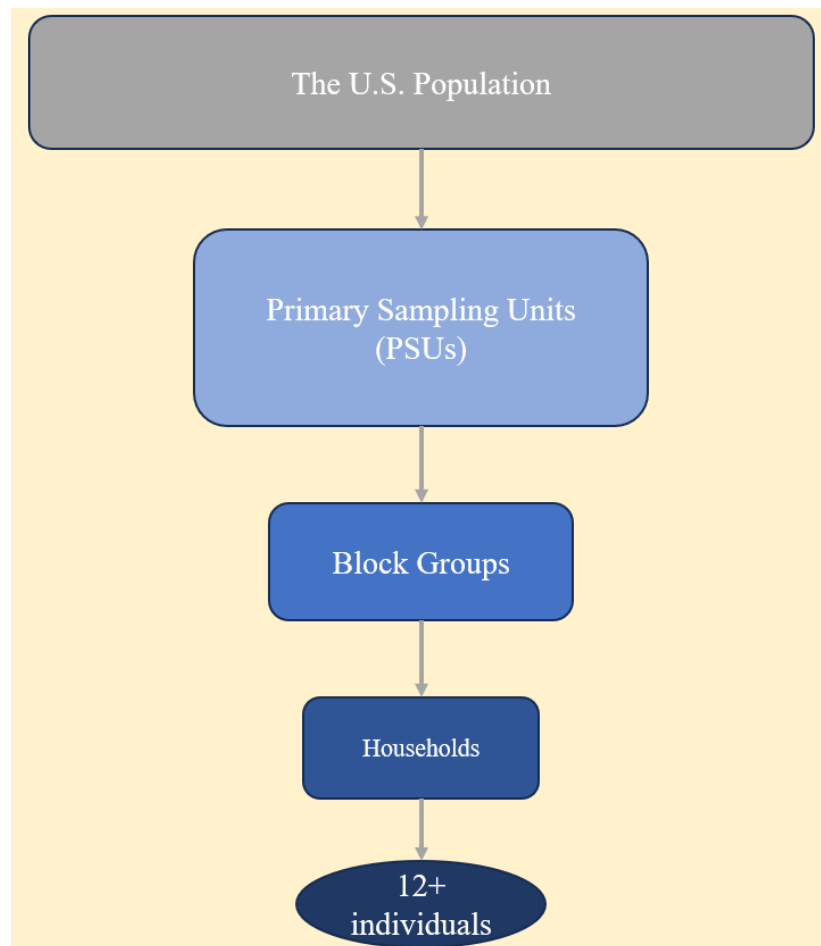 The U.S. Population
Primary Sampling Units
(PSUs)
Block Groups
Households
12+
individuals